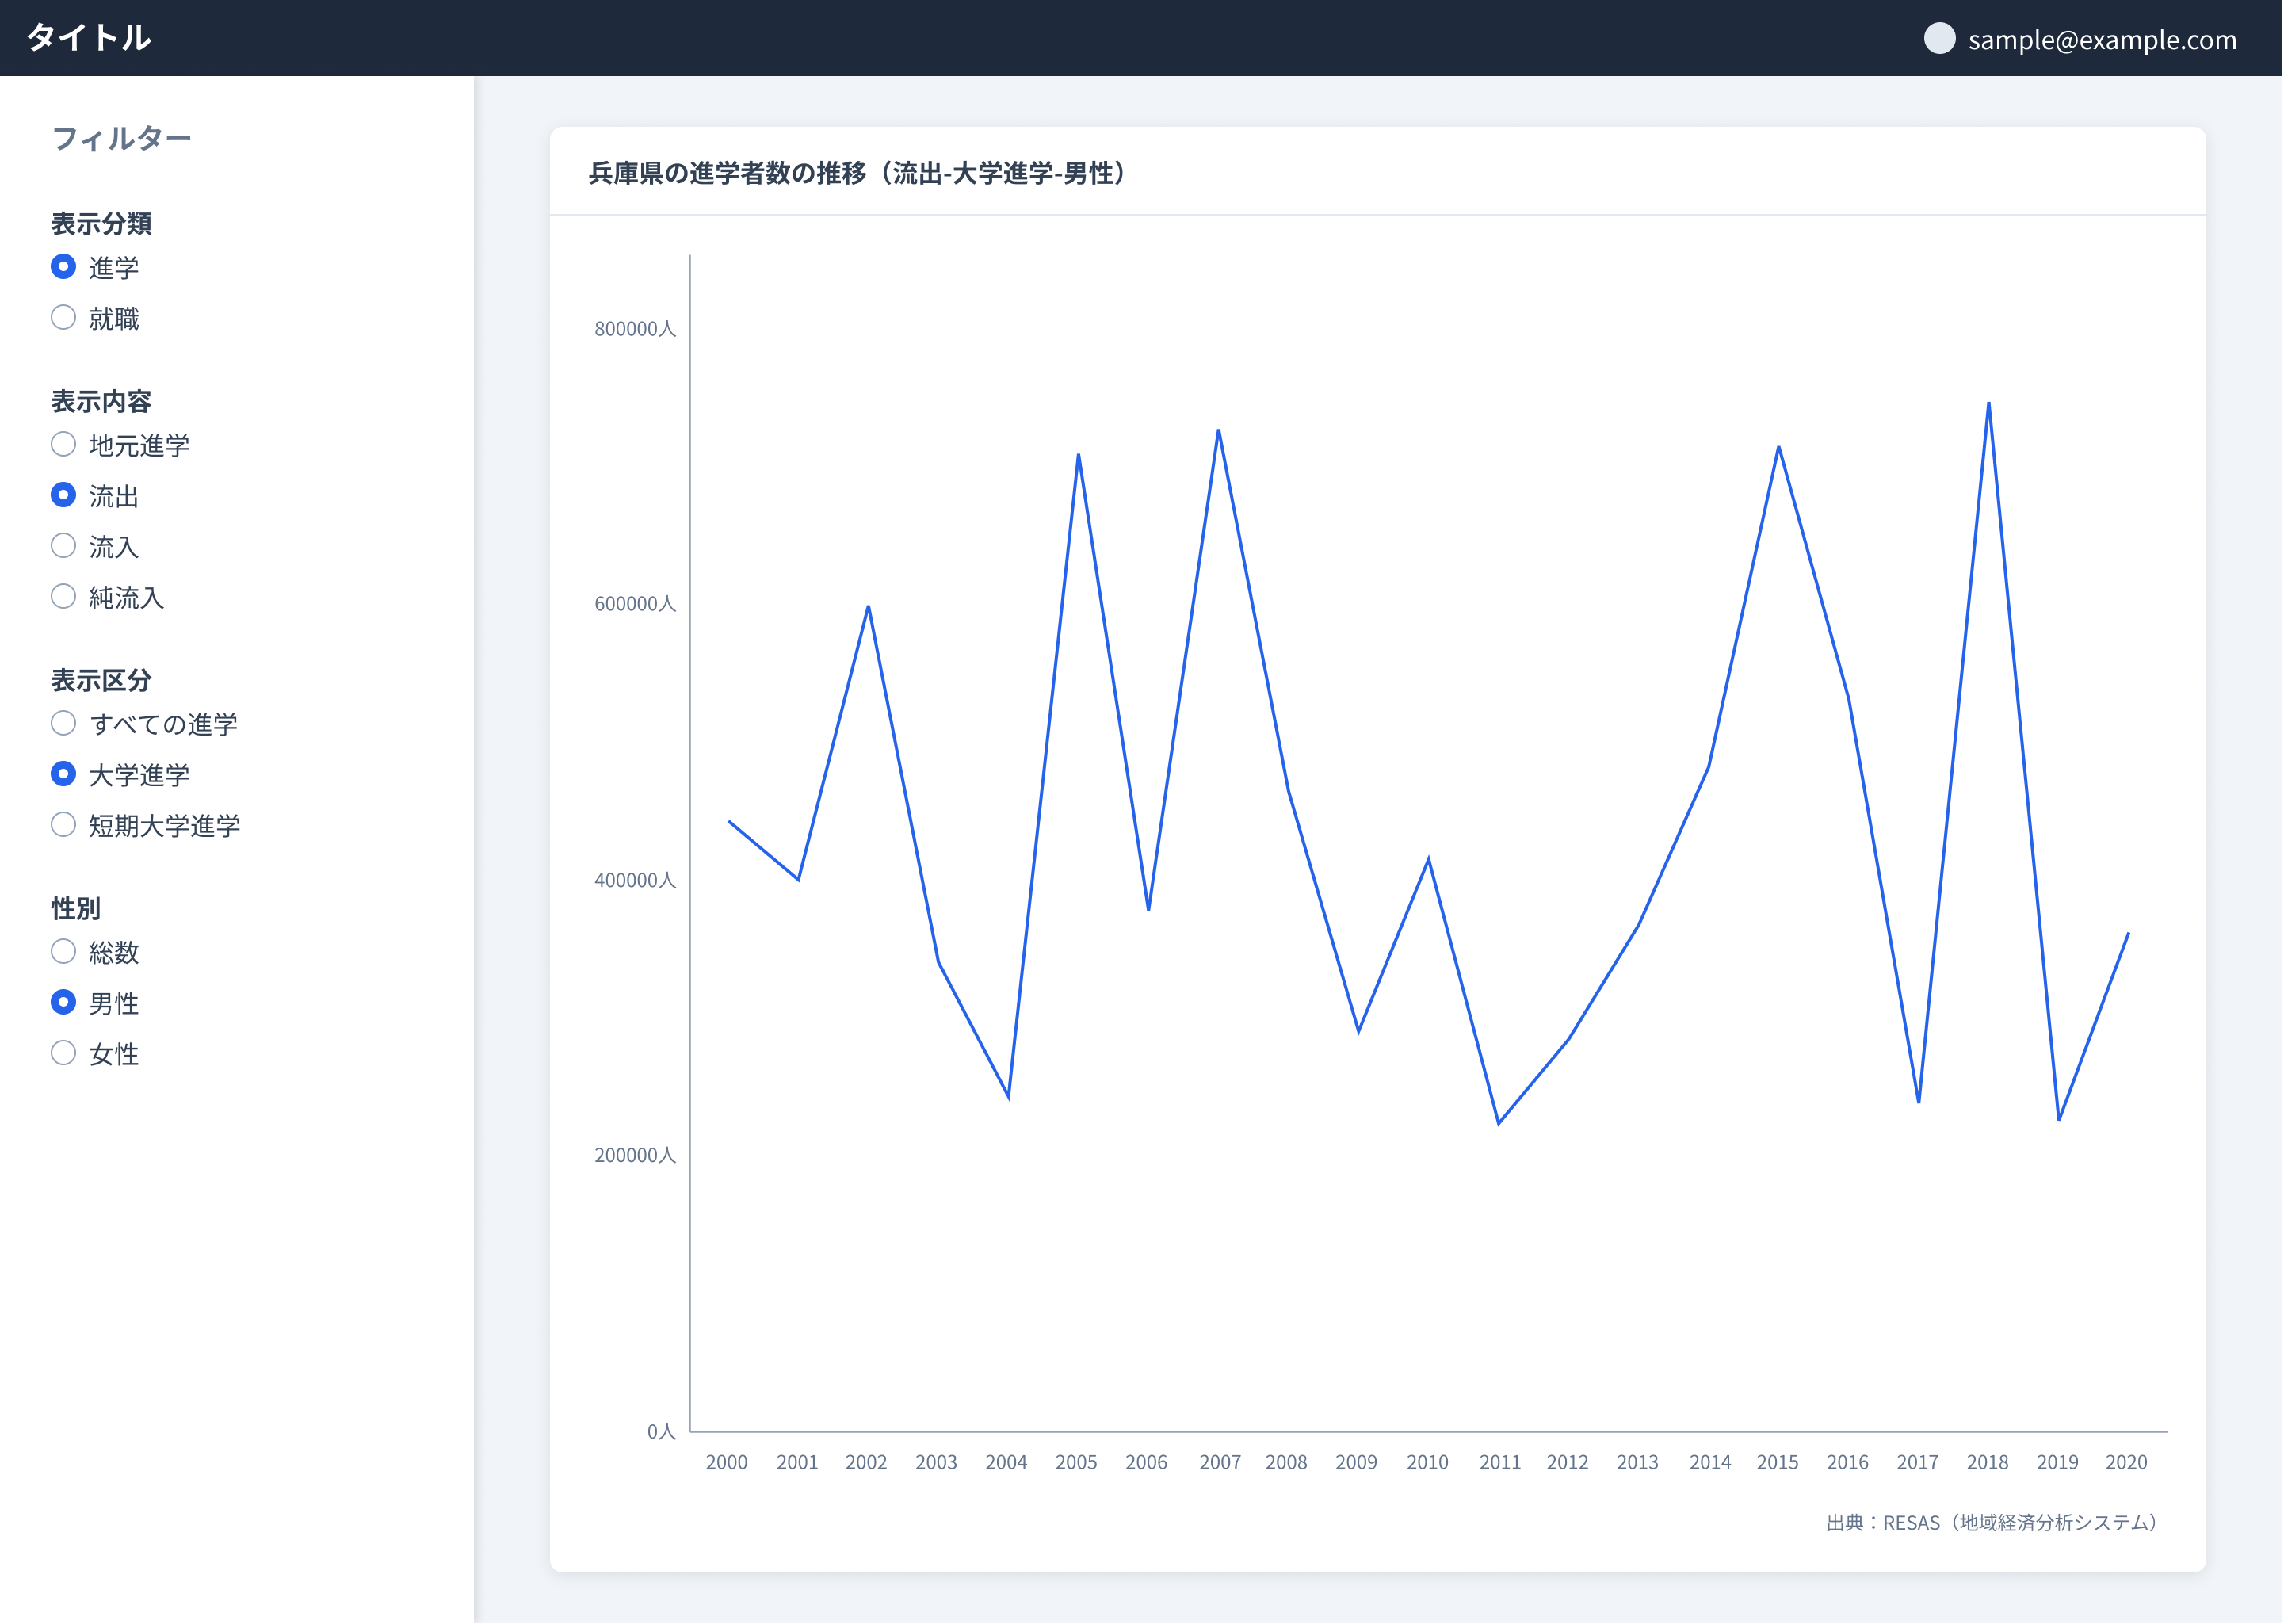 タイトル
sample@example.com
フィルター
表示分類
進学
就職
表示内容
地元進学
流出
流入
純流入
表示区分
すべての進学
大学進学
短期大学進学
性別
総数
男性
女性
兵庫県の進学者数の推移（流出-大学進学-男性）
800000人
600000人
400000人
200000人
0人
2000 2001 2002 2003 2004 2005 2006 2007 2008 2009 2010 2011 2012 2013 2014 2015 2016 2017 2018 2019 2020
出典：RESAS（地域経済分析システム）